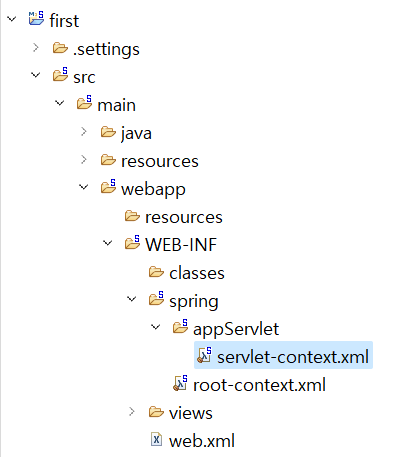 first
.settings
src
main
java
resources
webapp
resources
WEB-INF
classes
spring
appServlet
servlet-context.xml
root-context.xml
views
web.xml